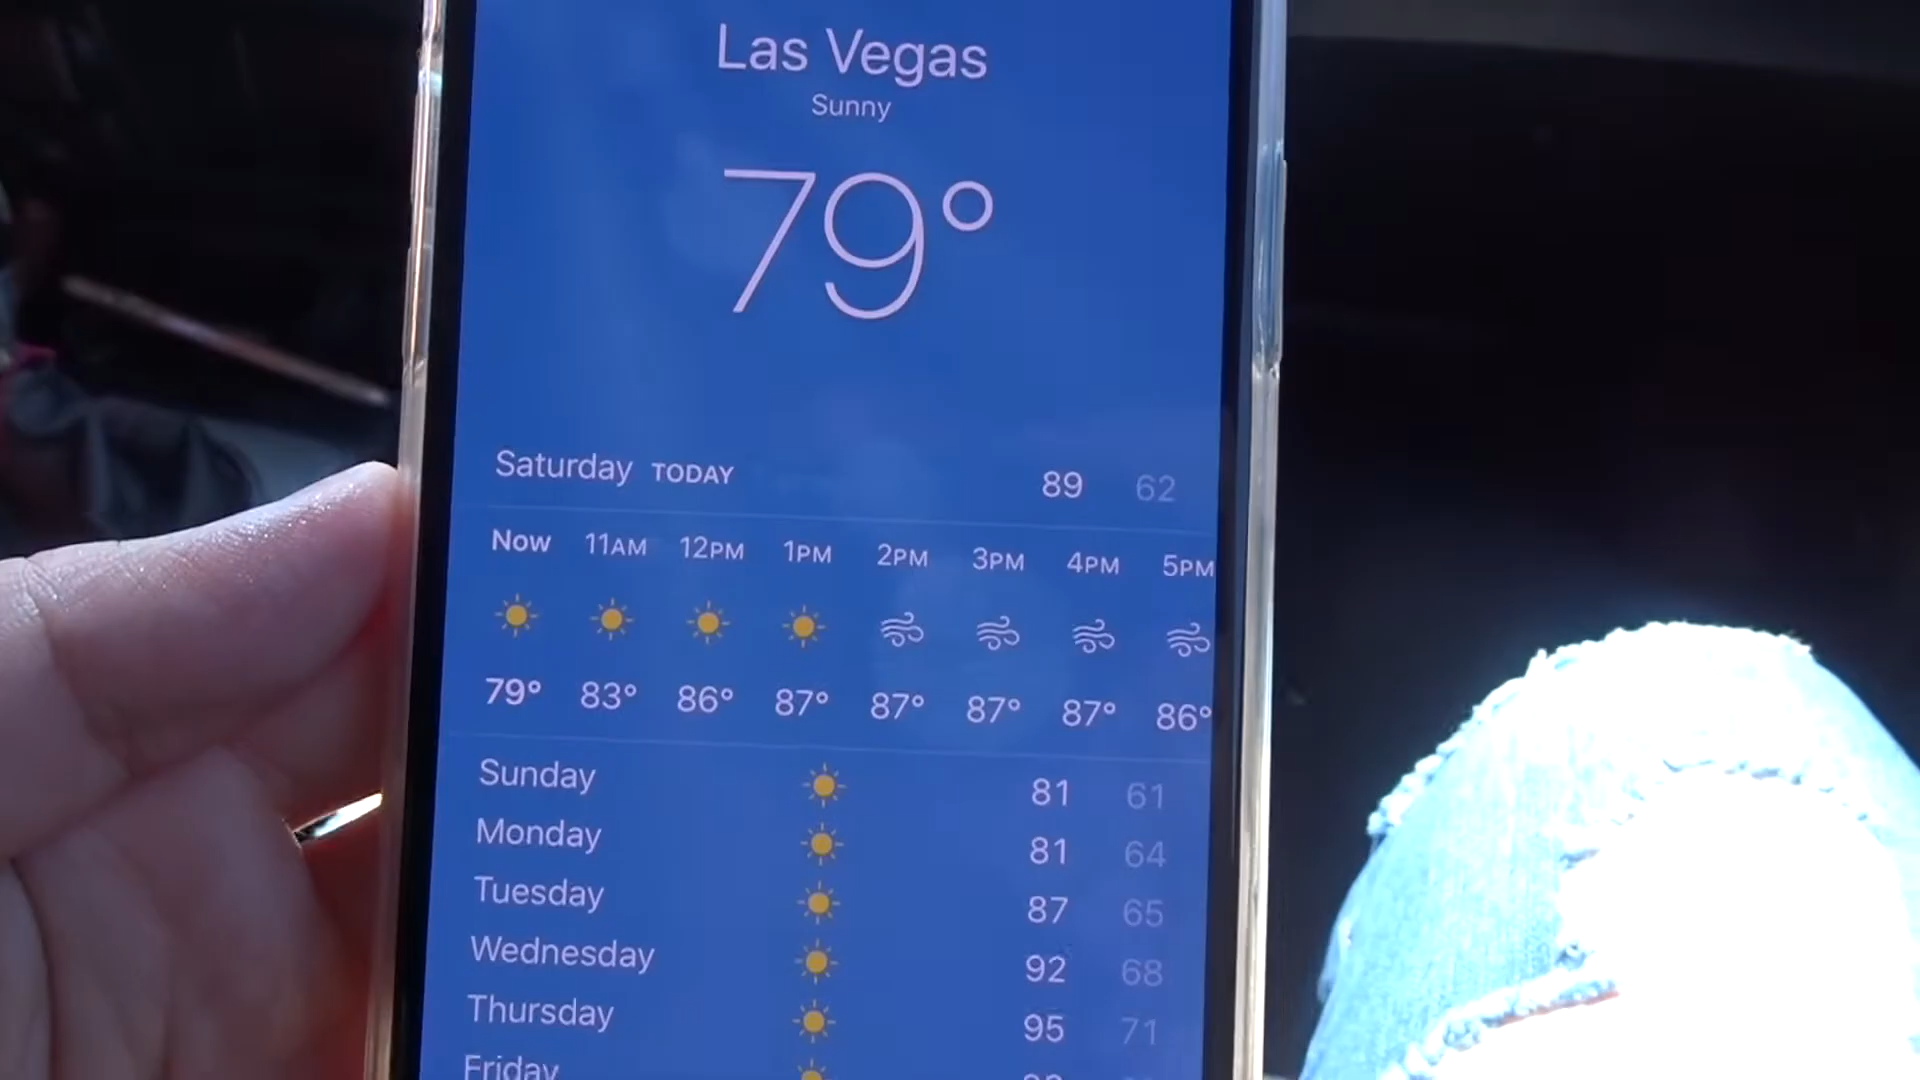 Las Vegas
Sunny
79°
Saturday TODAY 89 62
Now 11AM 12PM 1PM 2PM 3PM 4PM 5PM
79° 83° 86° 87° 87° 87° 87° 86°
Sunday 81 61
Monday 81 64
Tuesday 87 65
Wednesday 92 68
Thursday 95 71
Friday